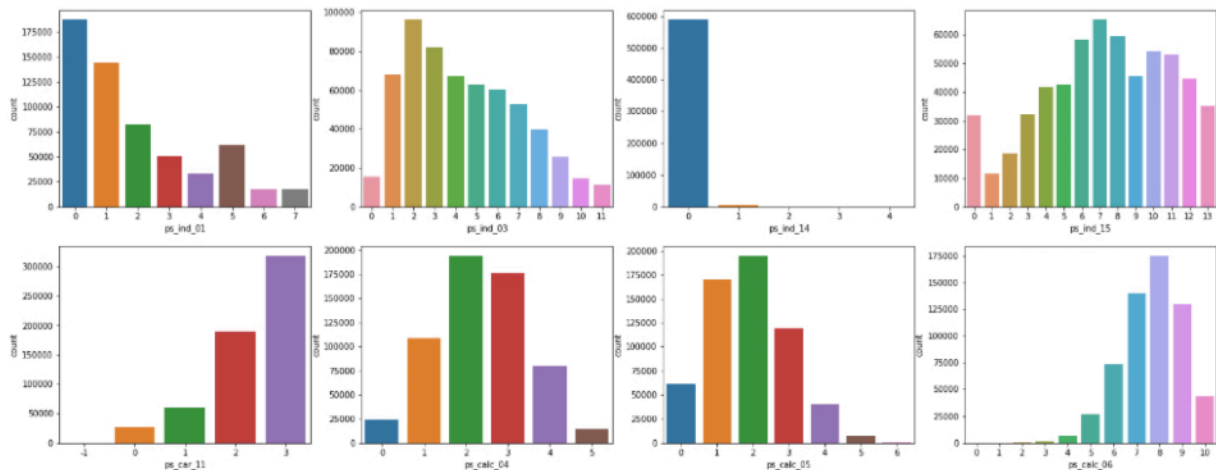 175000
150000
125000
100000
75000
50000
25000
0
count
0 1 2 3 4 5 6 7
ps_ind_01
100000
80000
60000
40000
20000
0
count
0 1 2 3 4 5 6 7 8 9 10 11
ps_ind_03
600000
500000
400000
300000
200000
100000
0
count
0 1 2 3 4
ps_ind_14
60000
50000
40000
30000
20000
10000
0
count
0 1 2 3 4 5 6 7 8 9 10 11 12 13
ps_ind_15
300000
250000
200000
150000
100000
50000
0
count
-1 0 1 2 3
ps_car_11
200000
175000
150000
125000
100000
75000
50000
25000
0
count
0 1 2 3 4 5
ps_calc_04
200000
175000
150000
125000
100000
75000
50000
25000
0
count
0 1 2 3 4 5 6
ps_calc_05
175000
150000
125000
100000
75000
50000
25000
0
count
0 1 2 3 4 5 6 7 8 9 10
ps_calc_06